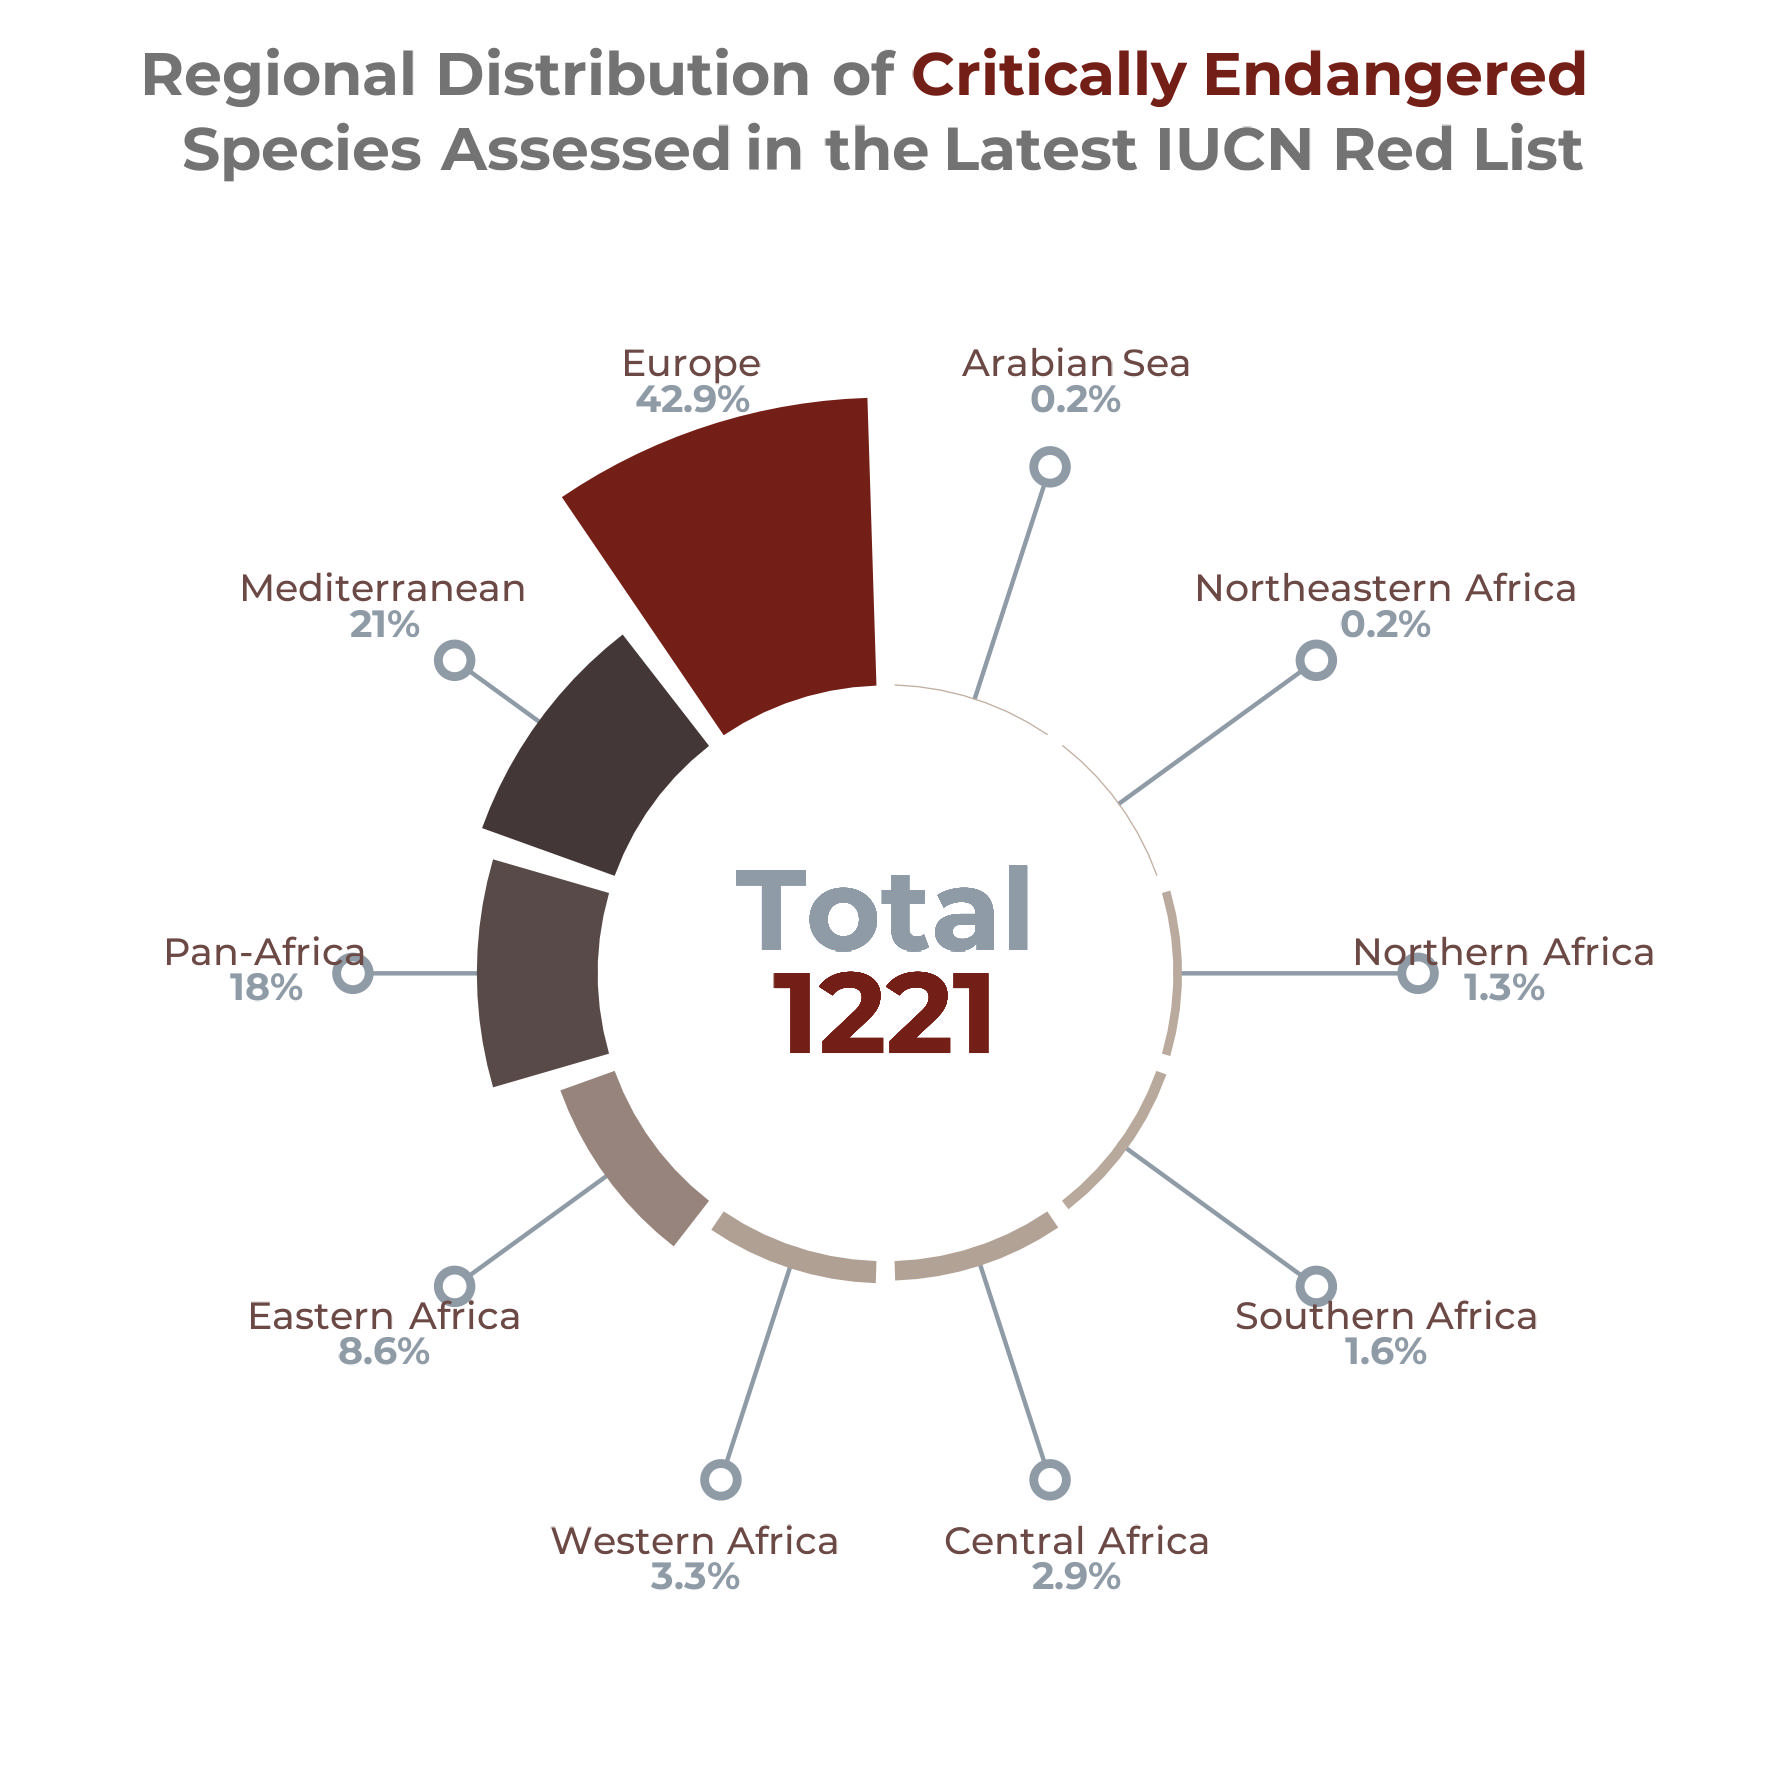 Regional Distribution of Critically Endangered
Species Assessed in the Latest IUCN Red List
Europe
42.9%
Arabian Sea
0.2%
Mediterranean
21%
Northeastern Africa
0.2%
Pan-Africa
18%
Total
1221
Northern Africa
1.3%
Eastern Africa
8.6%
Southern Africa
1.6%
Western Africa
3.3%
Central Africa
2.9%